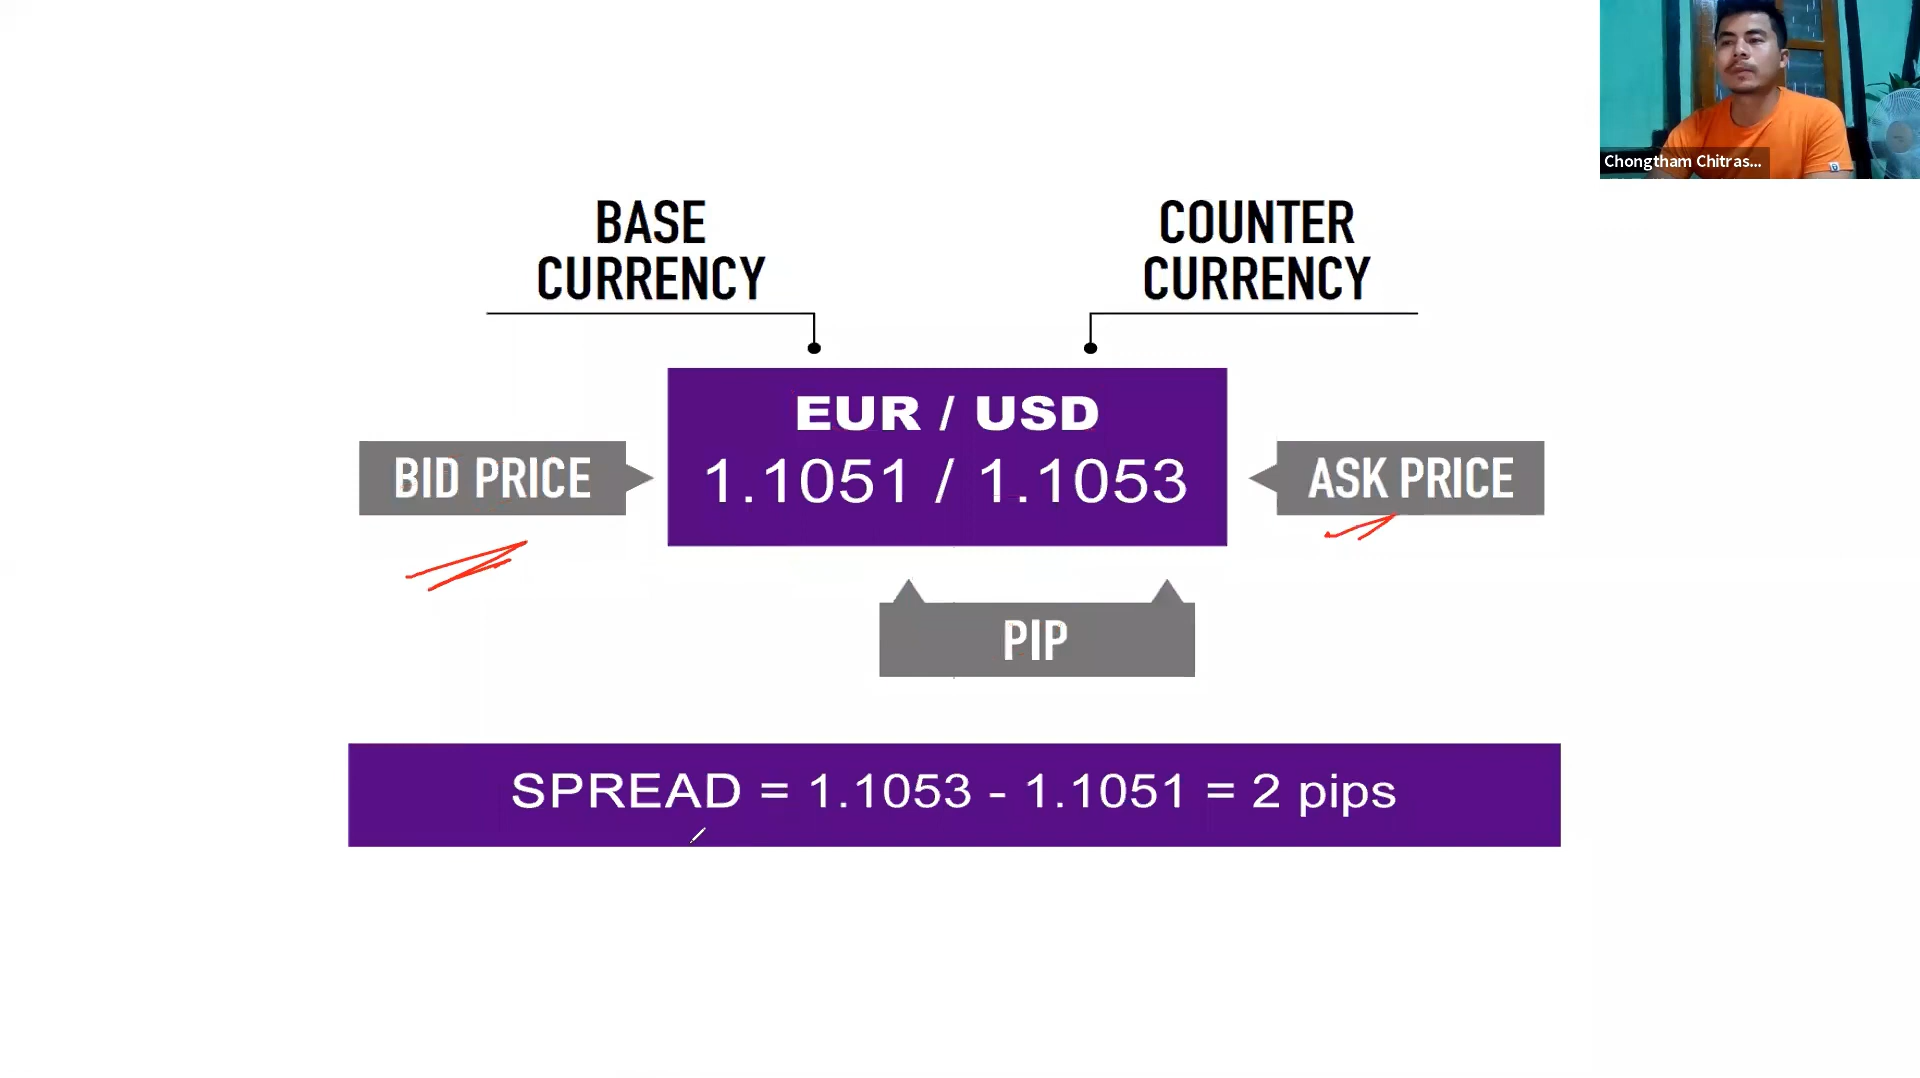 Chongtham Chitras...
BASE
CURRENCY
COUNTER
CURRENCY
EUR / USD
BID PRICE
1.1051 / 1.1053
ASK PRICE
PIP
SPREAD = 1.1053 - 1.1051 = 2 pips